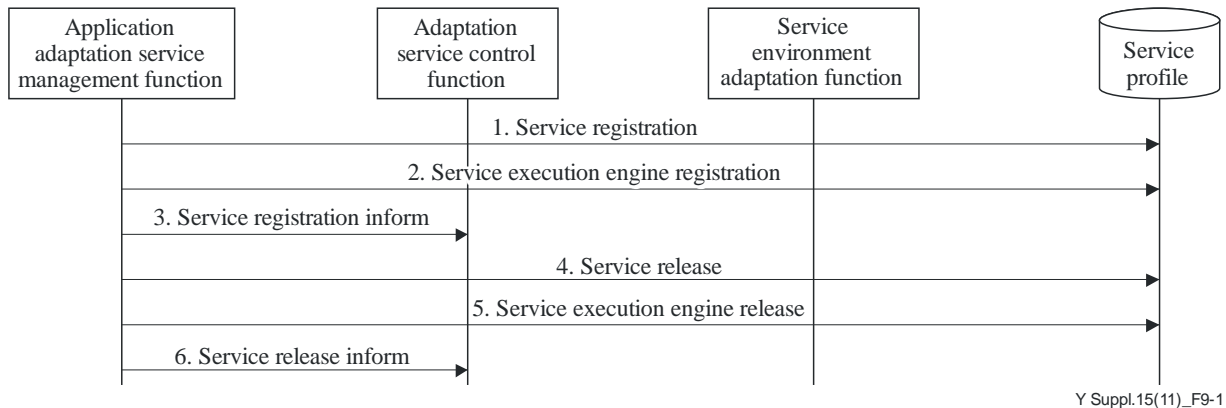 Application
adaptation service
management function
Adaptation
service control
function
Service
environment
adaptation function
Service
profile
1. Service registration
2. Service execution engine registration
3. Service registration inform
4. Service release
5. Service execution engine release
6. Service release inform
Y Suppl.15(11)_F9-1